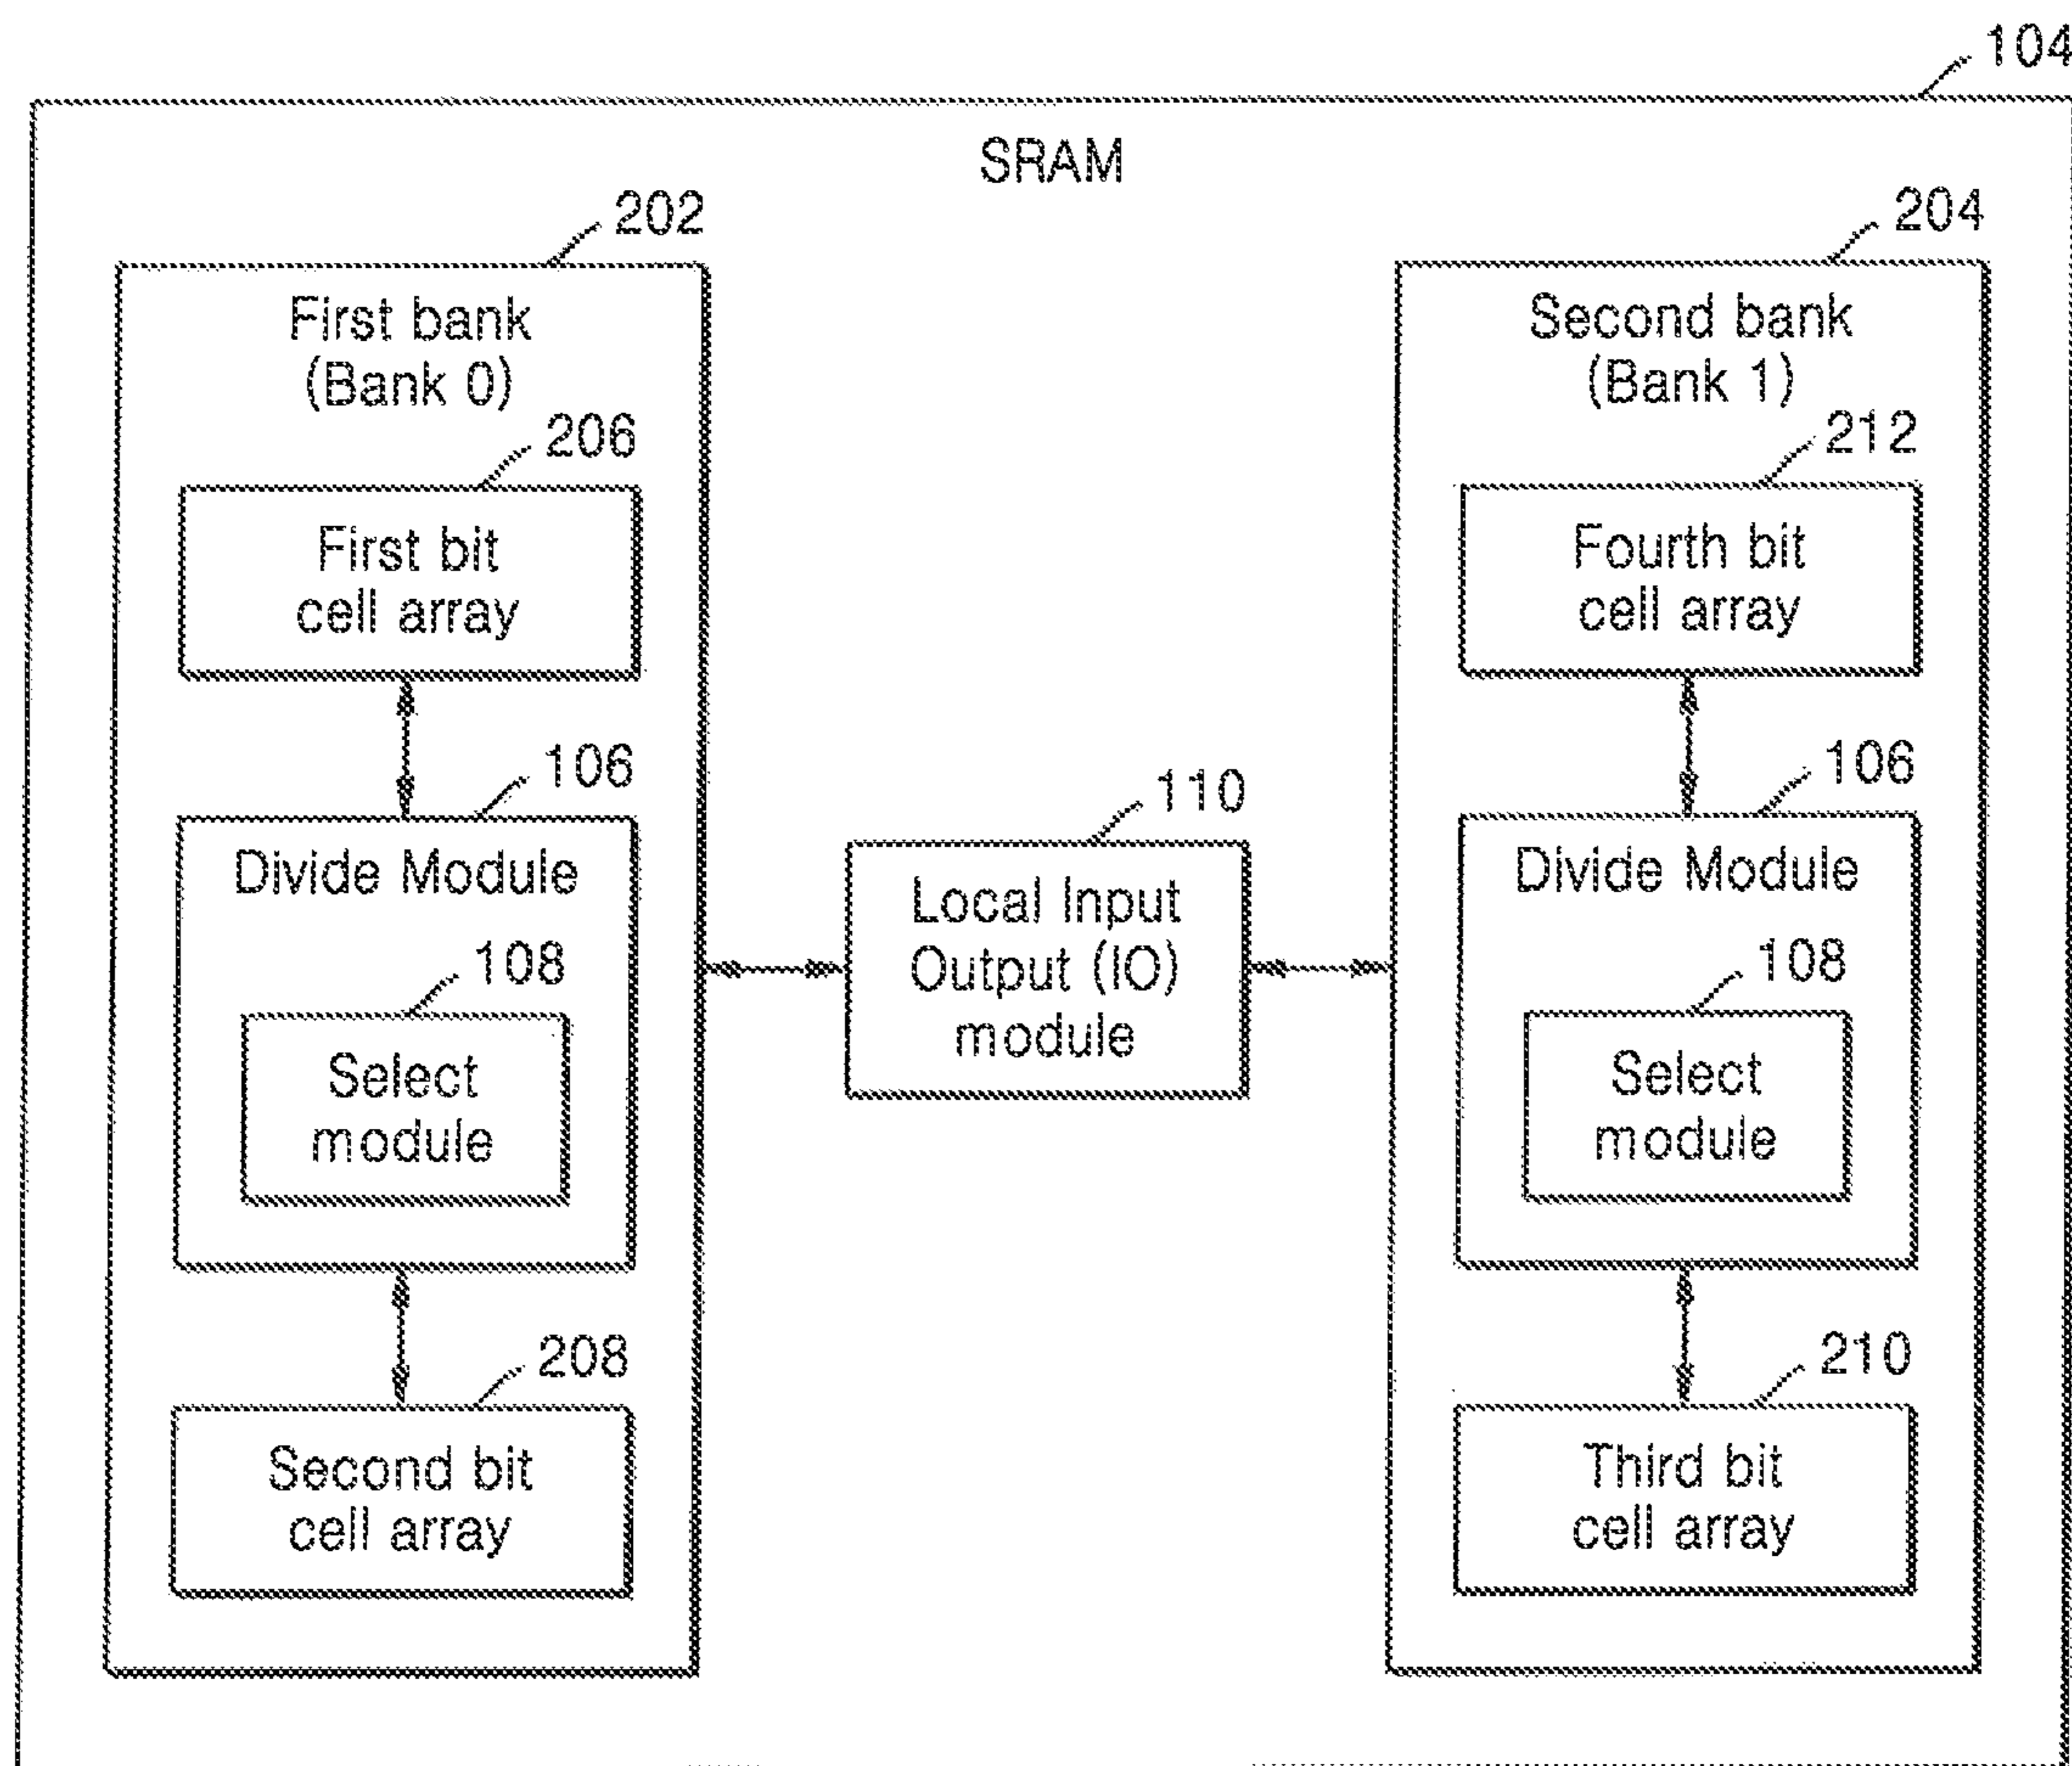 104
SRAM
202
First bank
(Bank 0)
206
First bit
cell array
106
Divide Module
108
Select
module
208
Second bit
cell array
110
Local Input
Output (IO)
module
204
Second bank
(Bank 1)
212
Fourth bit
cell array
106
Divide Module
108
Select
module
210
Third bit
cell array